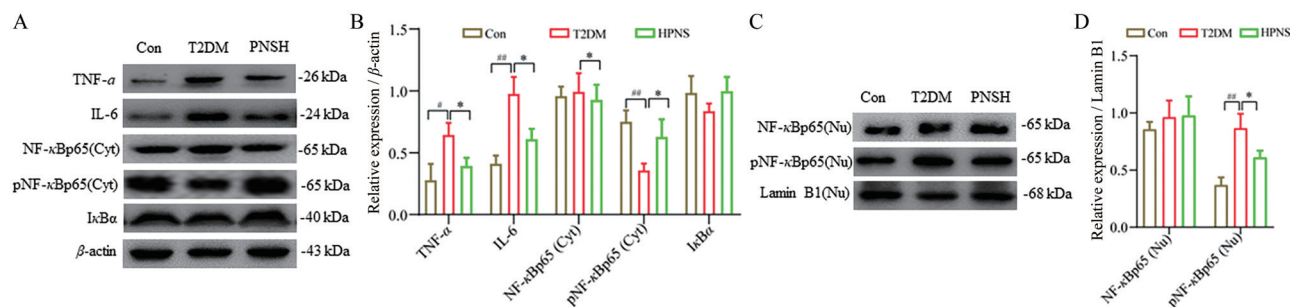 A
Con T2DM PNSH
TNF-α -26 kDa
IL-6 -24 kDa
NF-κBp65(Cyt) -65 kDa
pNF-κBp65(Cyt) -65 kDa
IκBα -40 kDa
β-actin -43 kDa
B
Con T2DM HPNS
Relative expression / β-actin
1.5
1.0
0.5
0.0
# * ## * * ## *
TNF-α IL-6 NF-κBp65 (Cyt) pNF-κBp65 (Cyt) IκBα
C
Con T2DM PNSH
NF-κBp65(Nu) -65 kDa
pNF-κBp65(Nu) -65 kDa
Lamin B1(Nu) -68 kDa
D
Con T2DM HPNS
Relative expression / Lamin B1
1.5
1.0
0.5
0.0
## *
NF-κBp65 (Nu) pNF-κBp65 (Nu)